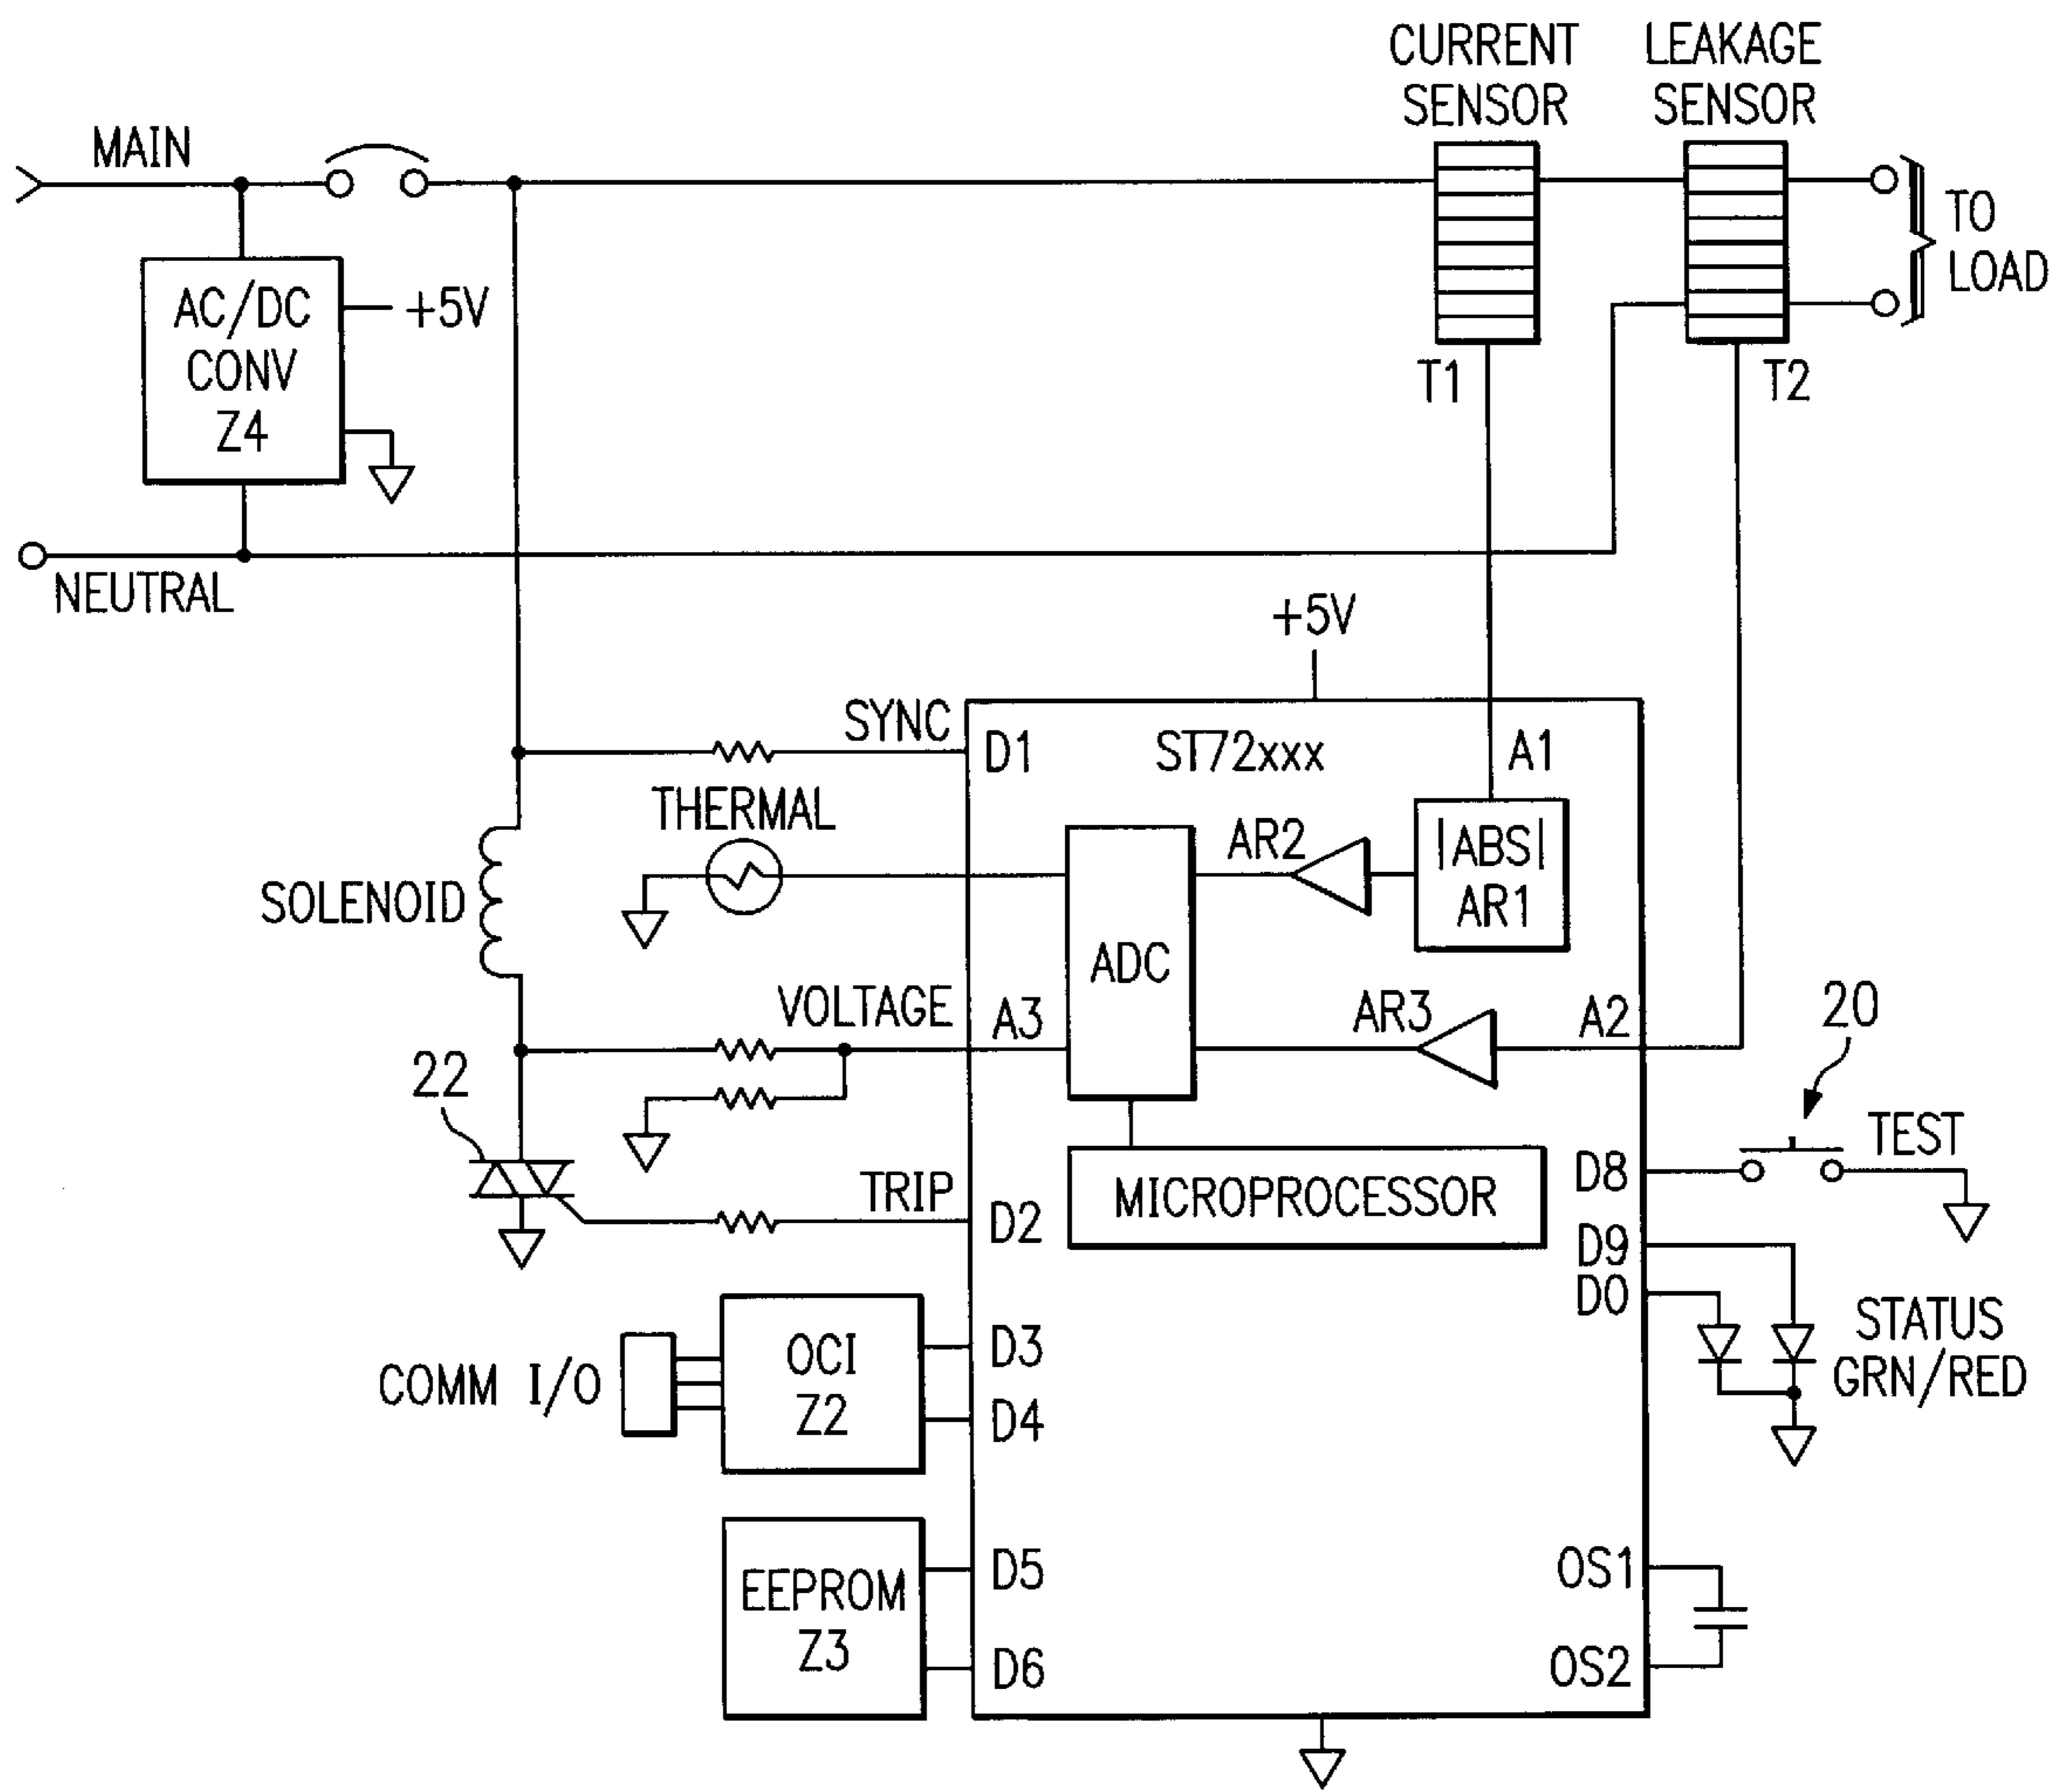 CURRENT
SENSOR
LEAKAGE
SENSOR
MAIN
TO
LOAD
AC/DC
CONV
Z4
+5V
T1
T2
NEUTRAL
+5V
SYNC
D1
ST72xxx
A1
THERMAL
AR2
|ABS|
AR1
SOLENOID
ADC
VOLTAGE
A3
AR3
A2
20
22
TEST
D8
TRIP
D2
MICROPROCESSOR
D9
D0
STATUS
GRN/RED
COMM I/O
OCI
Z2
D3
D4
EEPROM
Z3
D5
D6
OS1
OS2